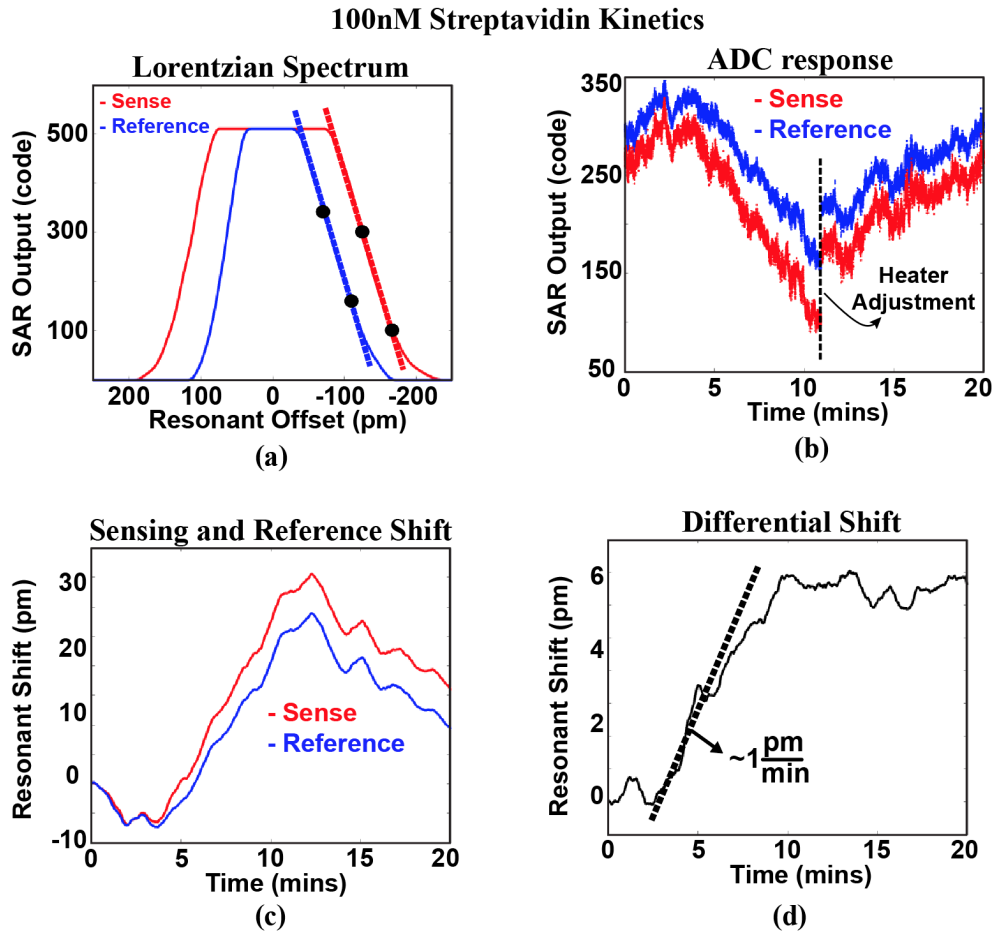 100nM Streptavidin Kinetics
Lorentzian Spectrum
- Sense
- Reference
SAR Output (code)
500
300
100
200
100
0
-100
-200
Resonant Offset (pm)
(a)
ADC response
- Sense
- Reference
SAR Output (code)
350
250
150
50
Heater
Adjustment
0
5
10
15
20
Time (mins)
(b)
Sensing and Reference Shift
Resonant Shift (pm)
30
20
10
0
-10
- Sense
- Reference
0
5
10
15
20
Time (mins)
(c)
Differential Shift
Resonant Shift (pm)
6
4
2
0
~1 pm
min
0
5
10
15
20
Time (mins)
(d)